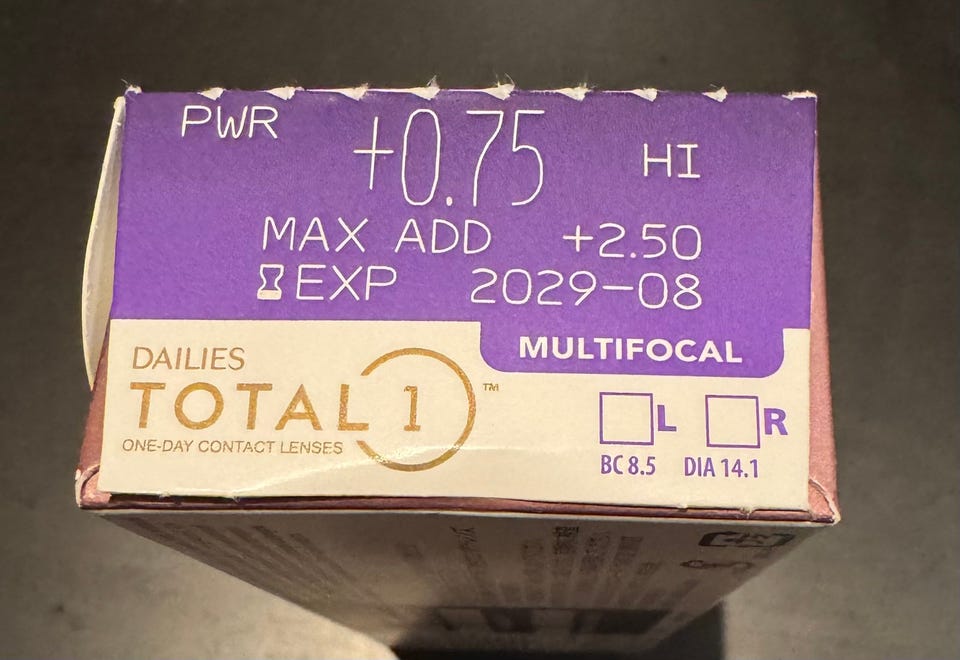 PWR +0.75 HI
MAX ADD +2.50
EXP 2029-08
MULTIFOCAL
DAILIES
TOTAL 1™
ONE-DAY CONTACT LENSES
L R
BC 8.5 DIA 14.1